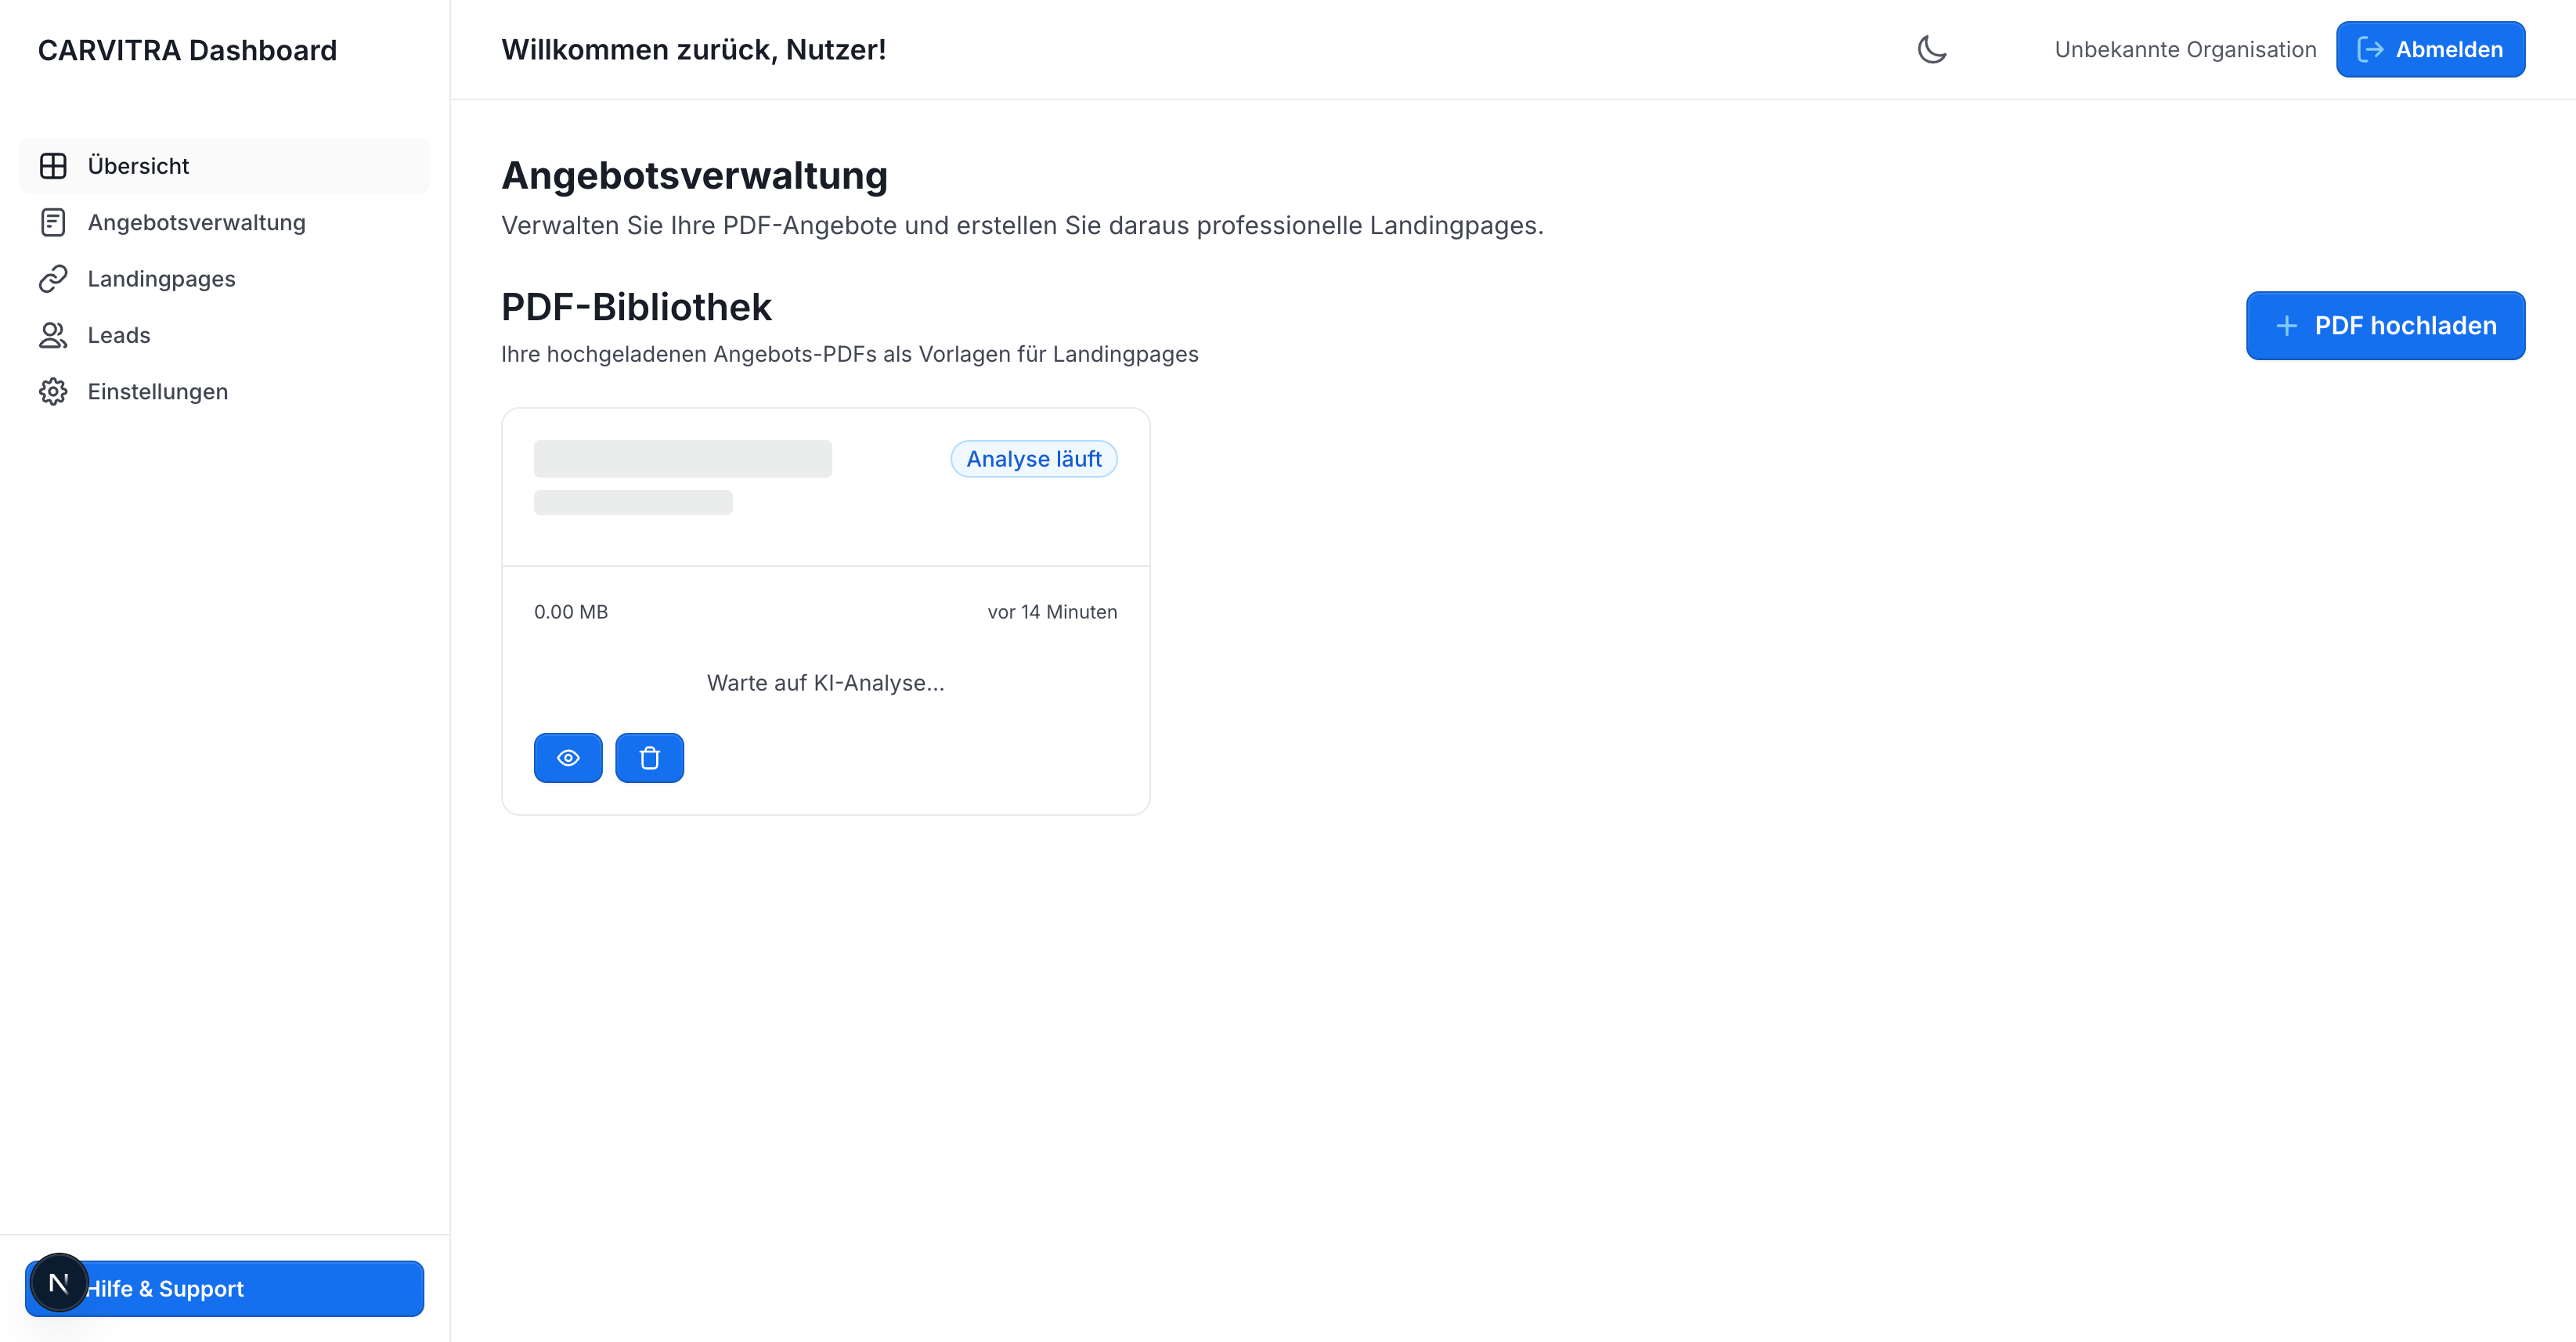 CARVITRA Dashboard
Übersicht
Angebotsverwaltung
Landingpages
Leads
Einstellungen
Hilfe & Support
Willkommen zurück, Nutzer!
Unbekannte Organisation
Abmelden
Angebotsverwaltung
Verwalten Sie Ihre PDF-Angebote und erstellen Sie daraus professionelle Landingpages.
PDF-Bibliothek
Ihre hochgeladenen Angebots-PDFs als Vorlagen für Landingpages
PDF hochladen
Analyse läuft
0.00 MB
vor 14 Minuten
Warte auf KI-Analyse...